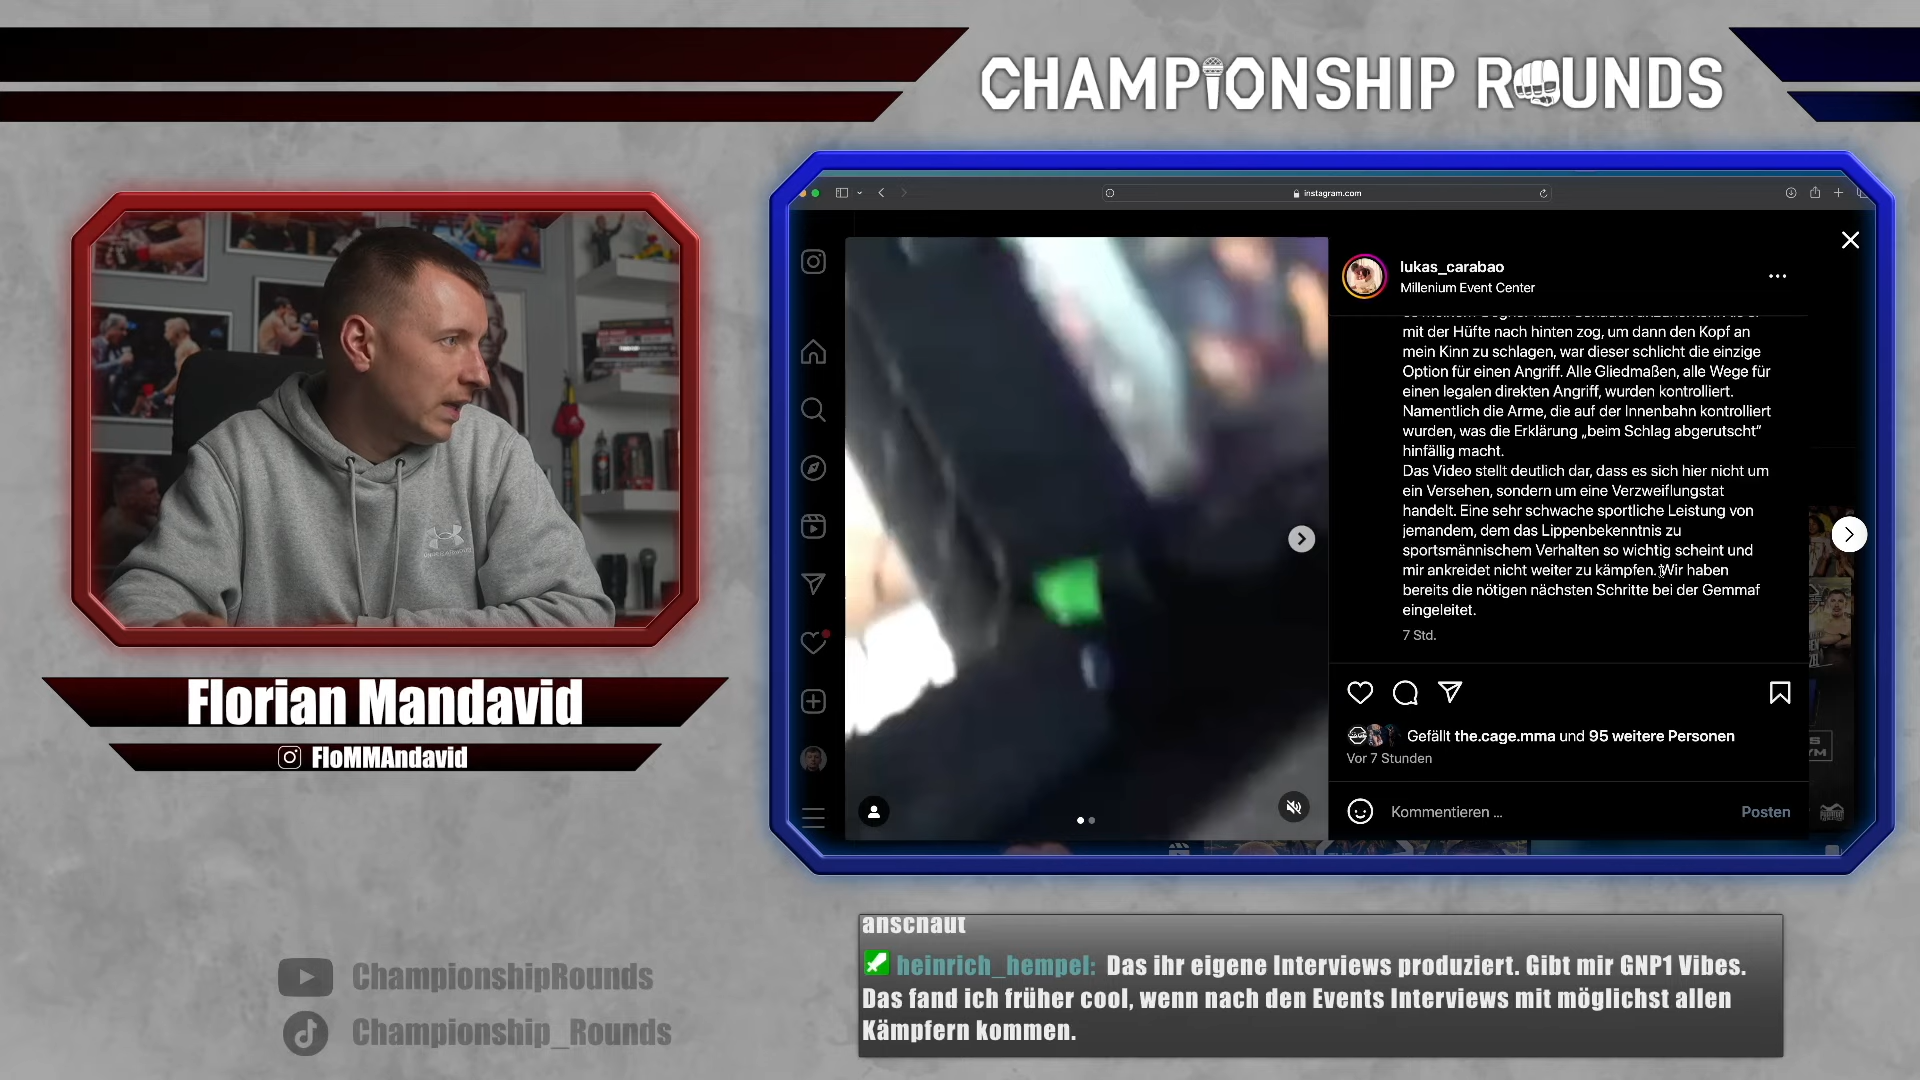 CHAMPIONSHIP ROUNDS
instagram.com
lukas_carabao
Millenium Event Center
mit der Hüfte nach hinten zog, um dann den Kopf an
mein Kinn zu schlagen, war dieser schlicht die einzige
Option für einen Angriff. Alle Gliedmaßen, alle Wege für
einen legalen direkten Angriff, wurden kontrolliert.
Namentlich die Arme, die auf der Innenbahn kontrolliert
wurden, was die Erklärung „beim Schlag abgerutscht“
hinfällig macht.
Das Video stellt deutlich dar, dass es sich hier nicht um
ein Versehen, sondern um eine Verzweiflungstat
handelt. Eine sehr schwache sportliche Leistung von
jemandem, dem das Lippenbekenntnis zu
sportsmännischem Verhalten so wichtig scheint und
mir ankreidet nicht weiter zu kämpfen. Wir haben
bereits die nötigen nächsten Schritte bei der Gemmaf
eingeleitet.
7 Std.
Gefällt the.cage.mma und 95 weitere Personen
Vor 7 Stunden
Kommentieren ...
Posten
Florian Mandavid
FloMMAndavid
ChampionshipRounds
Championship_Rounds
anschaut
heinrich_hempel: Das ihr eigene Interviews produziert. Gibt mir GNP1 Vibes.
Das fand ich früher cool, wenn nach den Events Interviews mit möglichst allen
Kämpfern kommen.